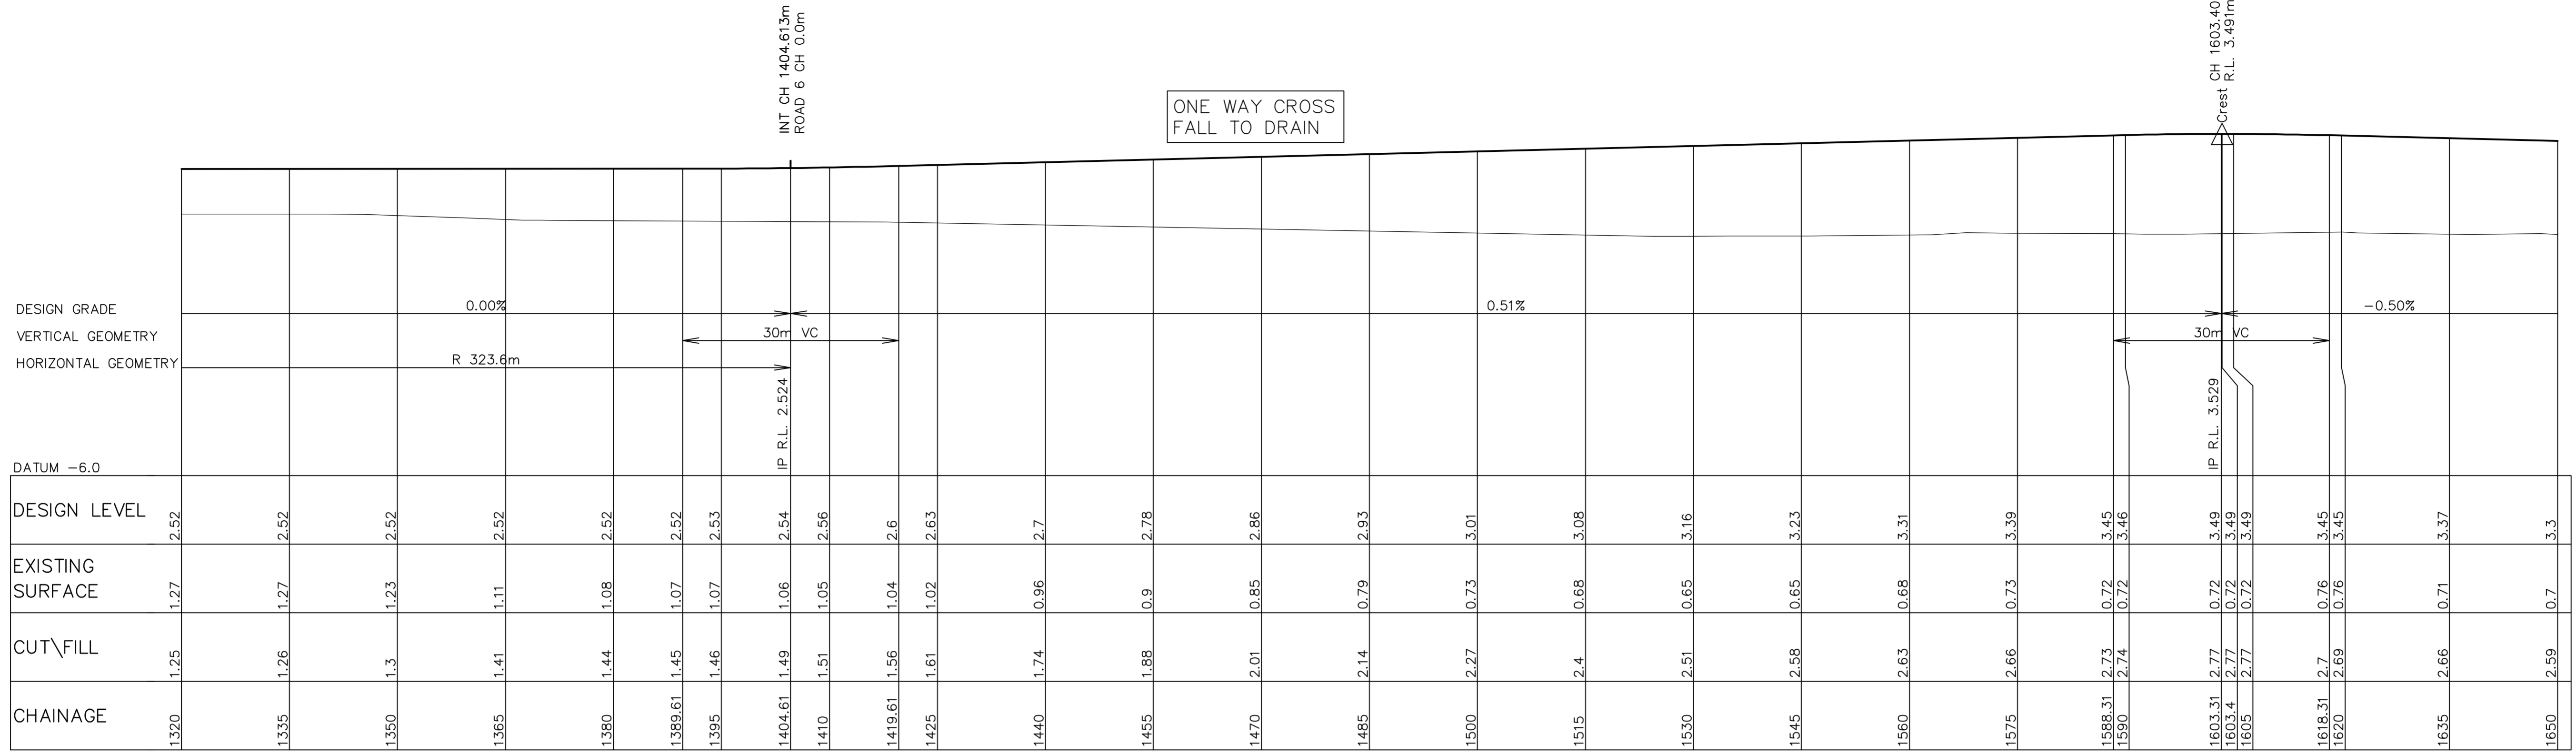 INT CH 1404.613m
ROAD 6 CH 0.0m
Crest CH 1603.40
R.L. 3.491m
ONE WAY CROSS
FALL TO DRAIN
DESIGN GRADE 0.00% 0.51% -0.50%
VERTICAL GEOMETRY 30m VC 30m VC
HORIZONTAL GEOMETRY R 323.6m
IP R.L. 2.524
IP R.L. 3.529
DATUM -6.0
DESIGN LEVEL 2.52 2.52 2.52 2.52 2.52 2.52 2.53 2.54 2.56 2.6 2.63 2.7 2.78 2.86 2.93 3.01 3.08 3.16 3.23 3.31 3.39 3.45 3.46 3.49 3.49 3.49 3.45 3.45 3.37 3.3
EXISTING
SURFACE 1.27 1.27 1.23 1.11 1.08 1.07 1.07 1.06 1.05 1.04 1.02 0.96 0.9 0.85 0.79 0.73 0.68 0.65 0.65 0.68 0.73 0.72 0.72 0.72 0.72 0.72 0.76 0.76 0.71 0.7
CUT\FILL 1.25 1.26 1.3 1.41 1.44 1.45 1.46 1.49 1.51 1.56 1.61 1.74 1.88 2.01 2.14 2.27 2.4 2.51 2.58 2.63 2.66 2.73 2.74 2.77 2.77 2.77 2.7 2.69 2.66 2.59
CHAINAGE 1320 1335 1350 1365 1380 1389.61 1395 1404.61 1410 1419.61 1425 1440 1455 1470 1485 1500 1515 1530 1545 1560 1575 1588.31 1590 1603.31 1603.4 1605 1618.31 1620 1635 1650